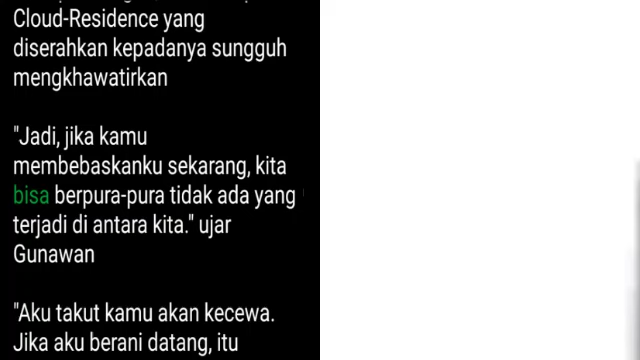 Cloud-Residence yang
diserahkan kepadanya sungguh
mengkhawatirkan
"Jadi, jika kamu
membebaskanku sekarang, kita
bisa berpura-pura tidak ada yang
terjadi di antara kita." ujar
Gunawan
"Aku takut kamu akan kecewa.
Jika aku berani datang, itu